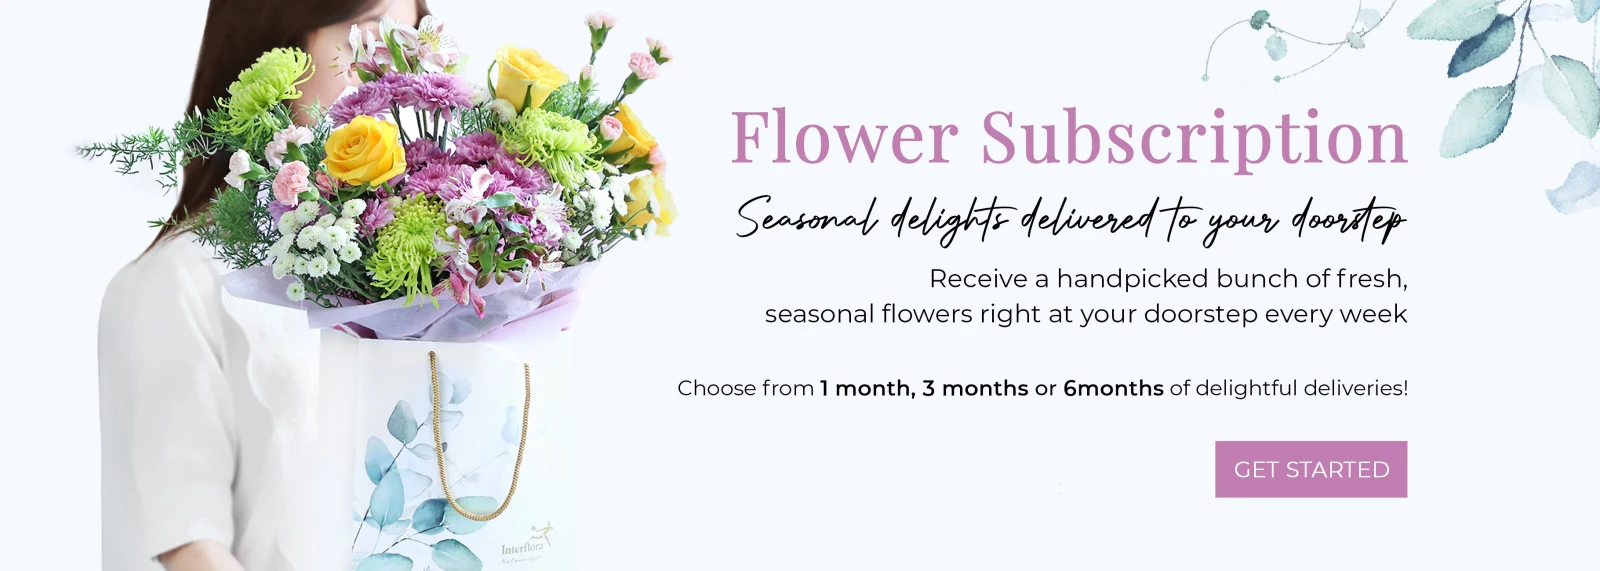 Flower Subscription
Seasonal delights delivered to your doorstep
Receive a handpicked bunch of fresh,
seasonal flowers right at your doorstep every week
Choose from 1 month, 3 months or 6months of delightful deliveries!
GET STARTED
Interflora